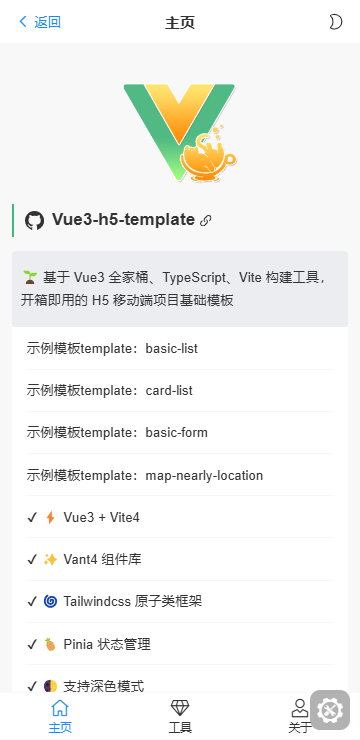 返回
主页
Vue3-h5-template
🌱 基于 Vue3 全家桶、TypeScript、Vite 构建工具，
开箱即用的 H5 移动端项目基础模板
示例模板template：basic-list
示例模板template：card-list
示例模板template：basic-form
示例模板template：map-nearly-location
✓ ⚡ Vue3 + Vite4
✓ ✨ Vant4 组件库
✓ 🌀 Tailwindcss 原子类框架
✓ 🍍 Pinia 状态管理
✓ 🌓 支持深色模式
主页
工具
关于